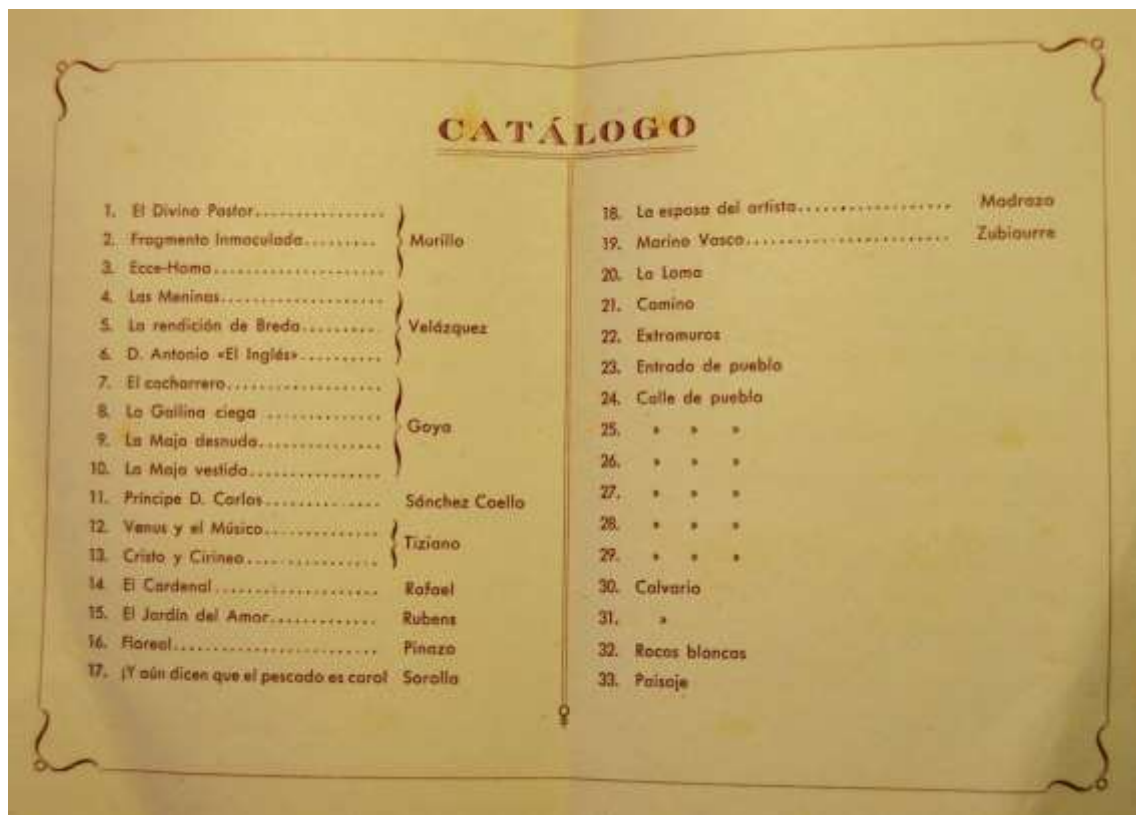 CATÁLOGO
1. El Divino Pastor................
2. Fragmento Inmaculada......... Murillo
3. Ecce-Homo.....................
4. Las Meninas....................
5. La rendición de Breda......... Velázquez
6. D. Antonio «El Inglés»..........
7. El cacharrero...................
8. La Gallina ciega ...............
Goya
9. La Maja desnuda...............
10. La Maja vestida................
11. Príncipe D. Carlos.............. Sánchez Coello
12. Venus y el Músico..............
Tiziano
13. Cristo y Cirineo................
14. El Cardenal.................... Rafael
15. El Jardín del Amor............. Rubens
16. Floreal........................ Pinazo
17. ¡Y aún dicen que el pescado es caro! Sorolla
18. La esposa del artista.................. Madrazo
19. Marino Vasco........................ Zubiaurre
20. La Loma
21. Camino
22. Extramuros
23. Entrada de pueblo
24. Calle de pueblo
25. » » »
26. » » »
27. » » »
28. » » »
29. » » »
30. Calvario
31. »
32. Rocas blancas
33. Paisaje